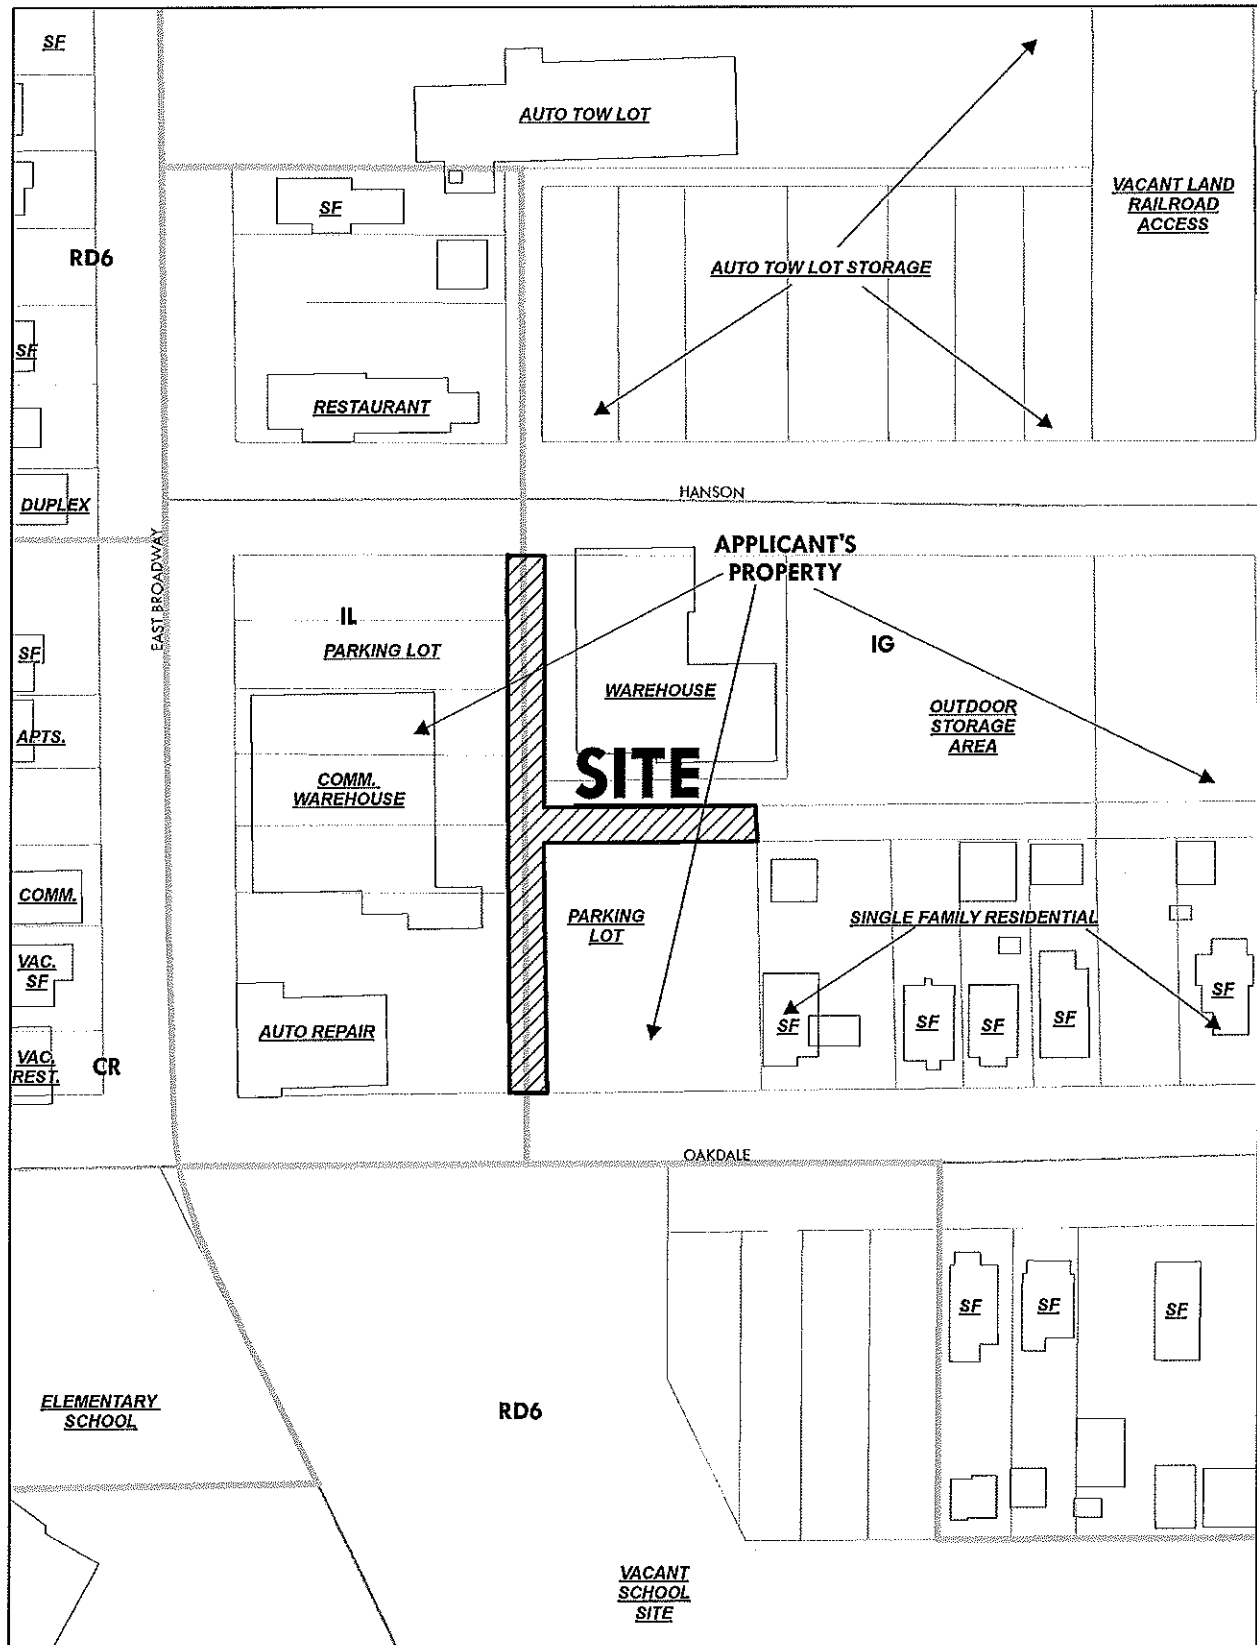 SF
AUTO TOW LOT
SF
VACANT LAND
RAILROAD
ACCESS
RD6
AUTO TOW LOT STORAGE
SF
RESTAURANT
DUPLEX
HANSON
EAST BROADWAY
APPLICANT'S
PROPERTY
IL
PARKING LOT
SF
IG
WAREHOUSE
OUTDOOR
STORAGE
AREA
APTS.
SITE
COMM.
WAREHOUSE
COMM.
PARKING
LOT
SINGLE FAMILY RESIDENTIAL
VAC.
SF
AUTO REPAIR
SF
SF
SF
SF
SF
VAC.
REST.
CR
OAKDALE
SF
SF
SF
ELEMENTARY
SCHOOL
RD6
VACANT
SCHOOL
SITE